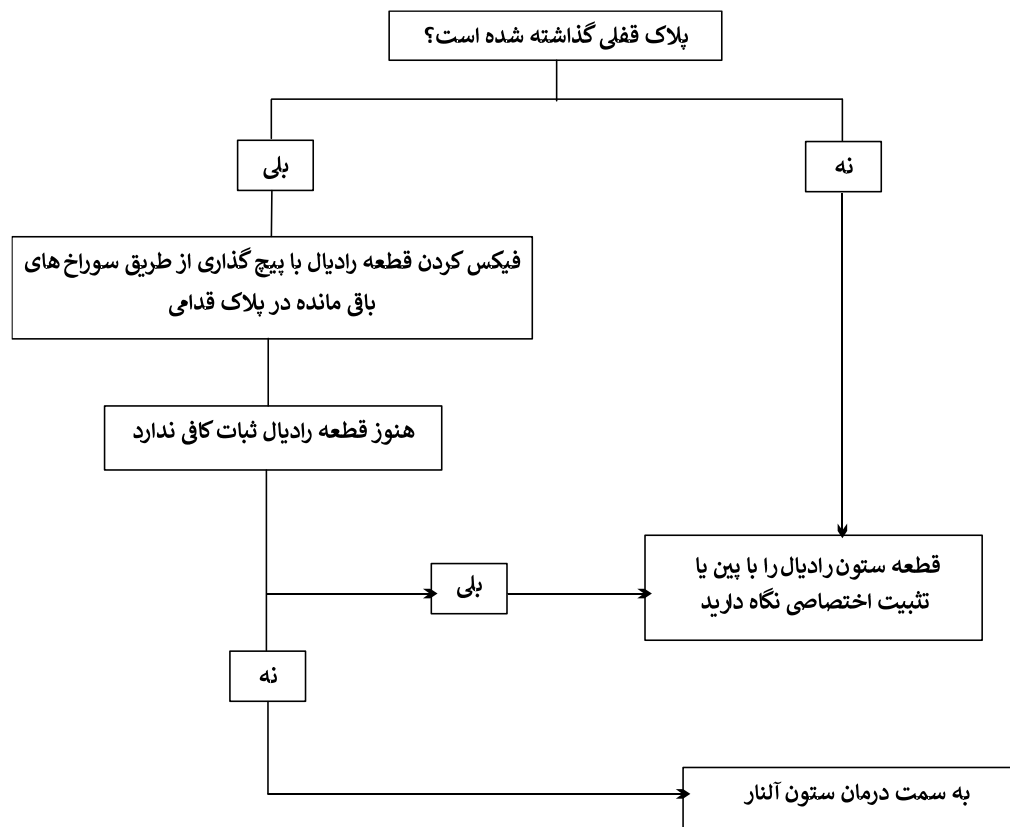 پلاک قفلی گذاشته شده است؟
بلی
نه
فیکس کردن قطعه رادیال با پیچ گذاری از طریق سوراخ های
باقی مانده در پلاک قدامی
هنوز قطعه رادیال ثبات کافی ندارد
قطعه ستون رادیال را با پین یا
تثبیت اختصاصی نگاه دارید
بلی
نه
به سمت درمان ستون آلنار